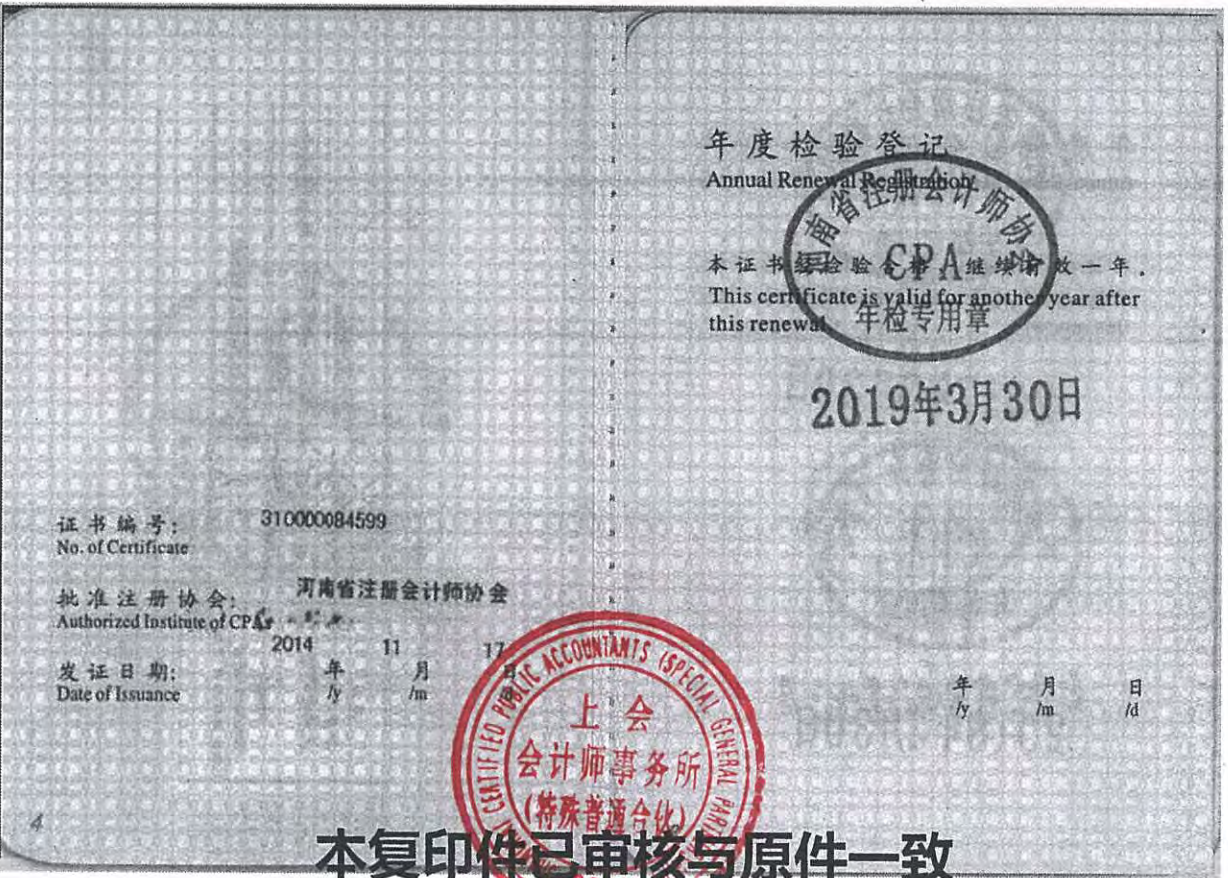 证书编号: 310000084599
No. of Certificate
批准注册协会: 河南省注册会计师协会
Authorized Institute of CPAs
2014 11 17
发证日期: 年 月 日
Date of Issuance /y /m
4
年度检验登记
Annual Renewal Registration
本证书经检验合格,继续有效一年.
This certificate is valid for another year after
this renewal
河南省注册会计师协会
CPA
年检专用章
2019年3月30日
年 月 日
/y /m /d
CERTIFIED PUBLIC ACCOUNTANTS (SPECIAL GENERAL
上会
会计师事务所
(特殊普通合伙)
本复印件已审核与原件一致